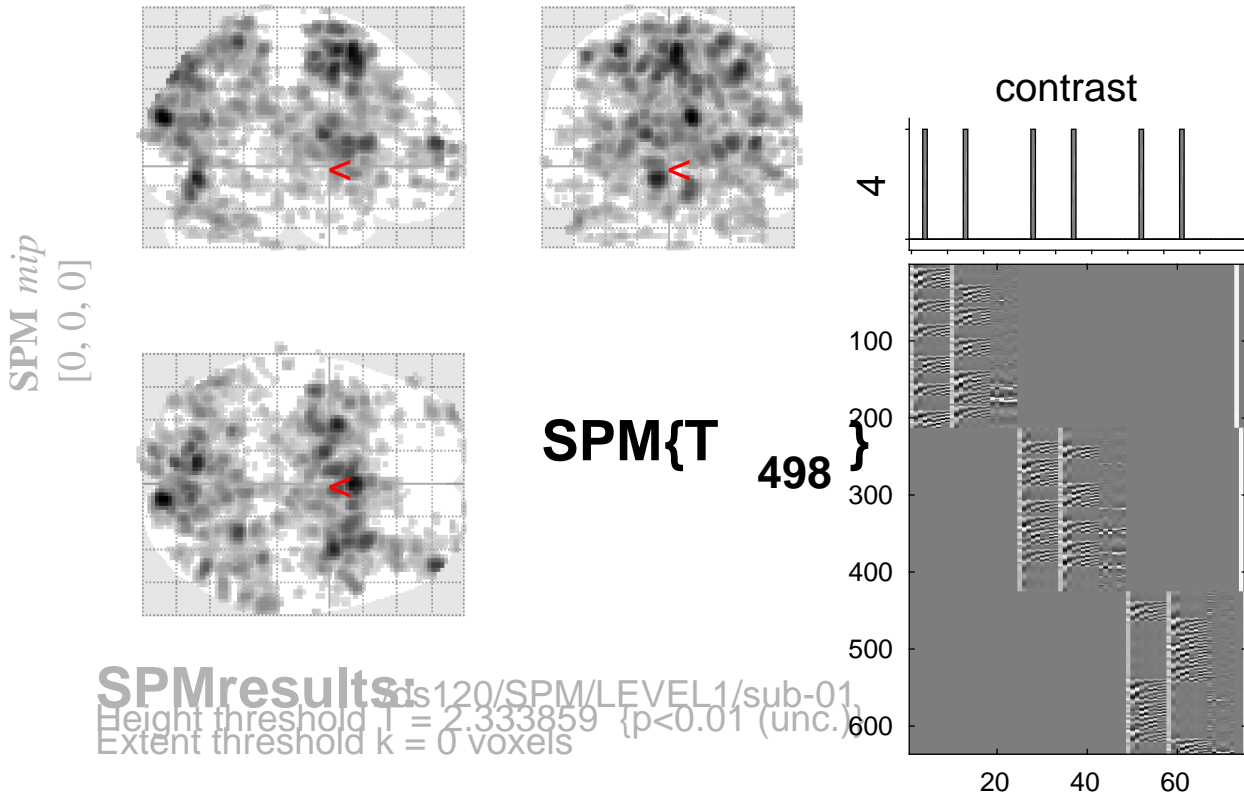 SPM mip
[0, 0, 0]
<
<
<
SPM{T498}
contrast
4
100
200
300
400
500
600
20
40
60
SPMresults: /ds120/SPM/LEVEL1/sub-01
Height threshold T = 2.333859 {p<0.01 (unc.)}
Extent threshold k = 0 voxels